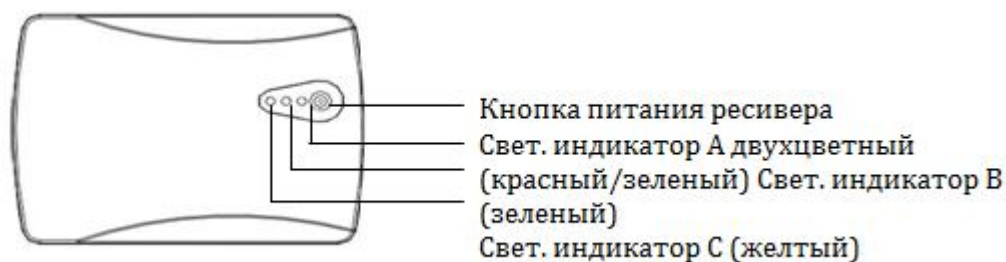 Кнопка питания ресивера
Свет. индикатор А двухцветный
(красный/зеленый) Свет. индикатор В
(зеленый)
Свет. индикатор С (желтый)